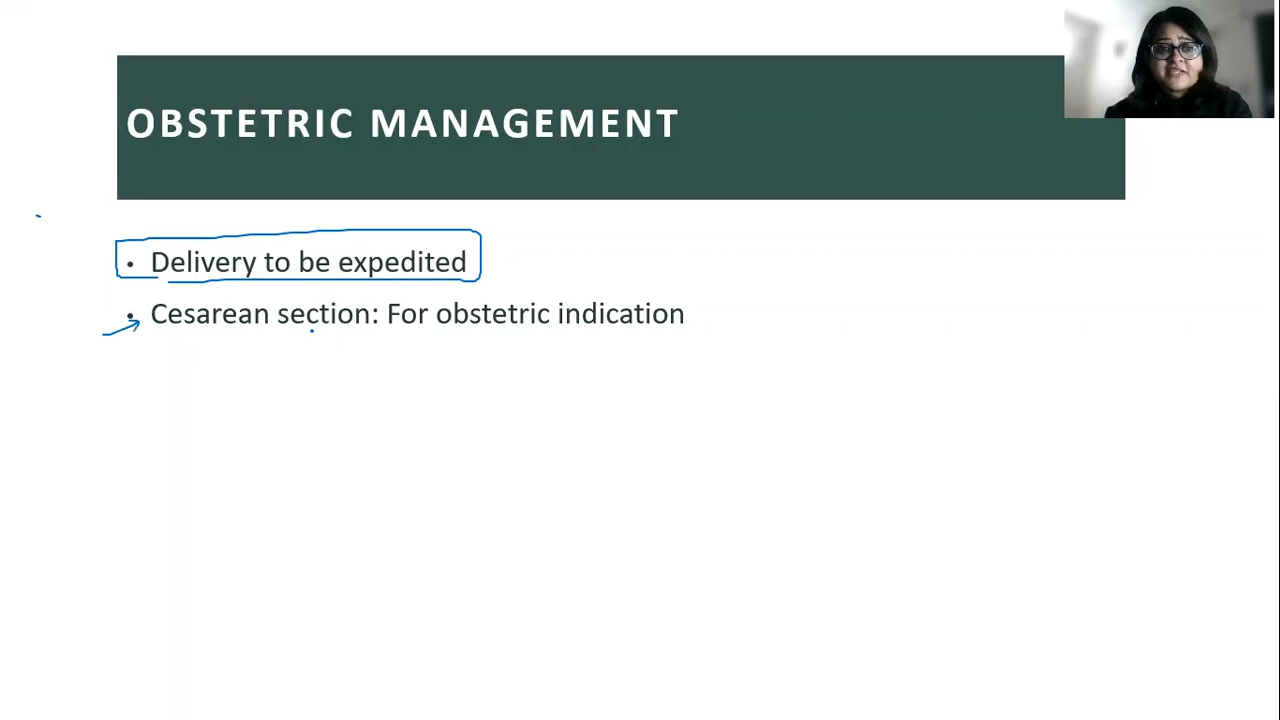 OBSTETRIC MANAGEMENT
• Delivery to be expedited
• Cesarean section: For obstetric indication